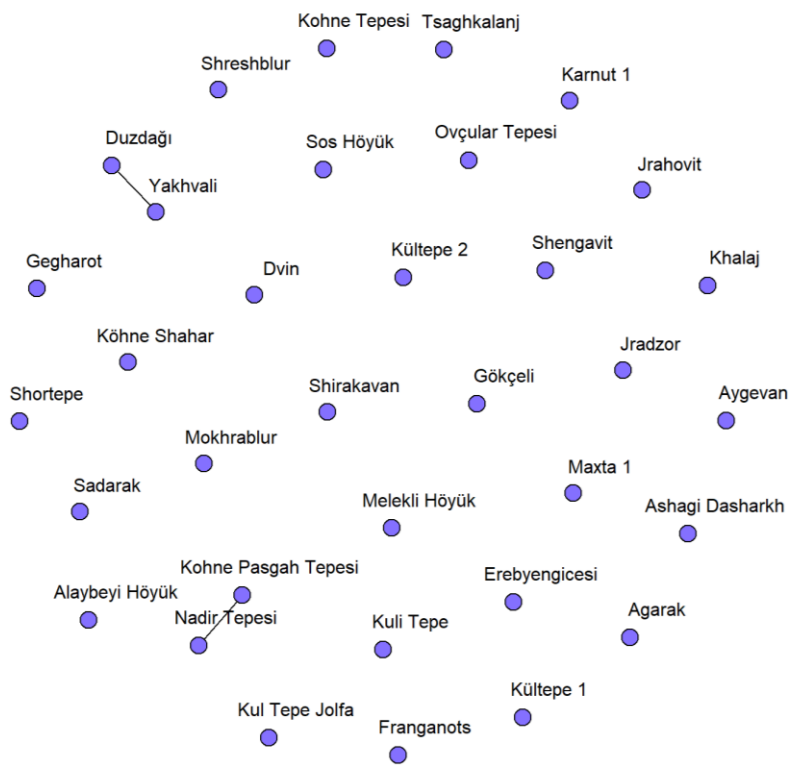 Kohne Tepesi
Tsaghkalanj
Shreshblur
Karnut 1
Duzdağı
Sos Höyük
Ovçular Tepesi
Jrahovit
Yakhvali
Gegharot
Dvin
Kültepe 2
Shengavit
Khalaj
Köhne Shahar
Jradzor
Shortepe
Shirakavan
Gökçeli
Aygevan
Mokhrablur
Maxta 1
Sadarak
Melekli Höyük
Ashagi Dasharkh
Kohne Pasgah Tepesi
Erebyengicesi
Alaybeyi Höyük
Nadir Tepesi
Kuli Tepe
Agarak
Kültepe 1
Kul Tepe Jolfa
Franganots